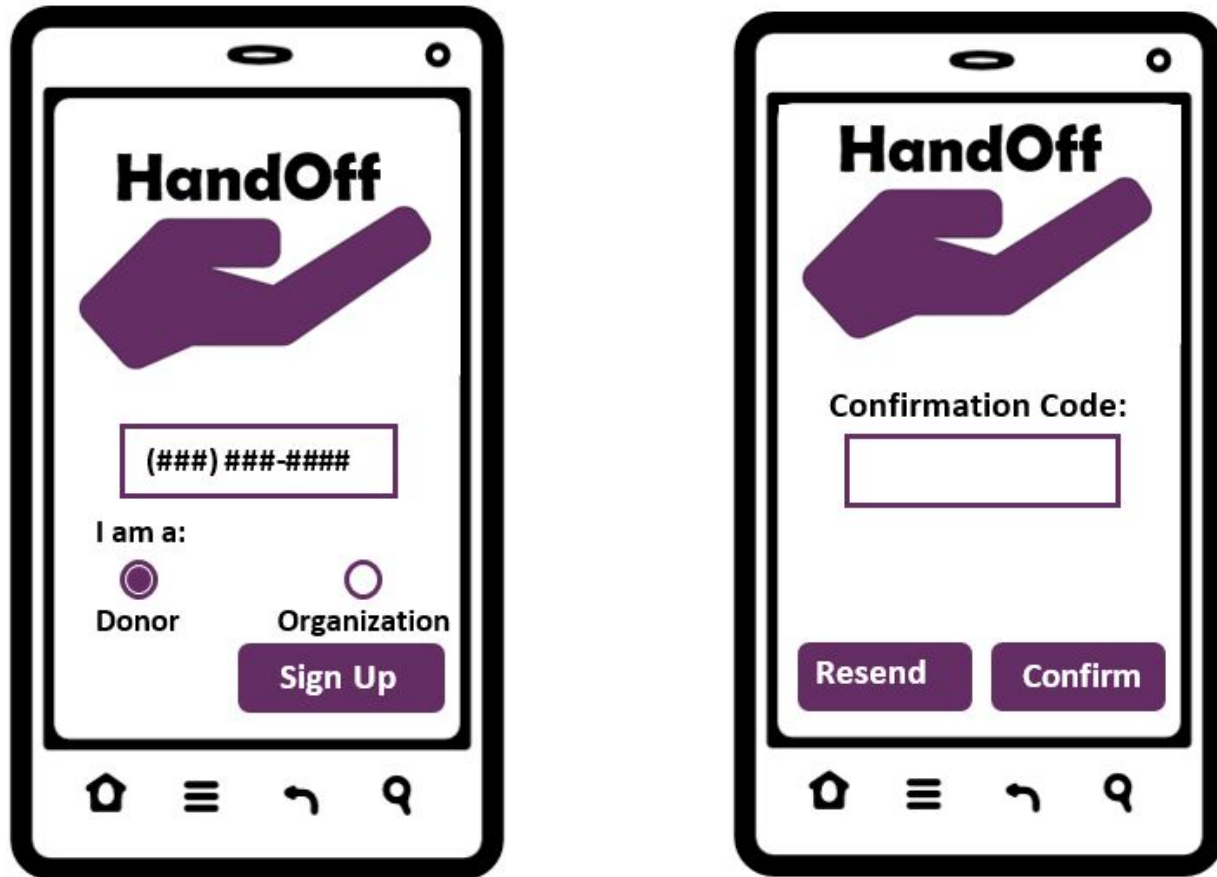 HandOff
(###) ###-####
I am a:
Donor
Organization
Sign Up
HandOff
Confirmation Code:
Resend
Confirm